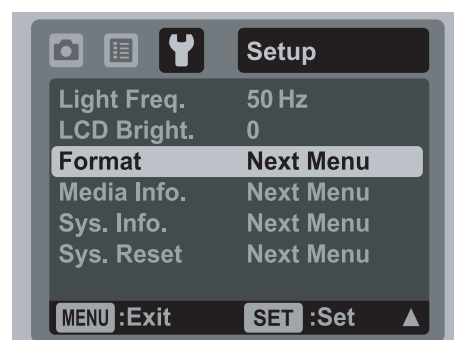 Setup
Light Freq. 50 Hz
LCD Bright. 0
Format Next Menu
Media Info. Next Menu
Sys. Info. Next Menu
Sys. Reset Next Menu
MENU :Exit SET :Set